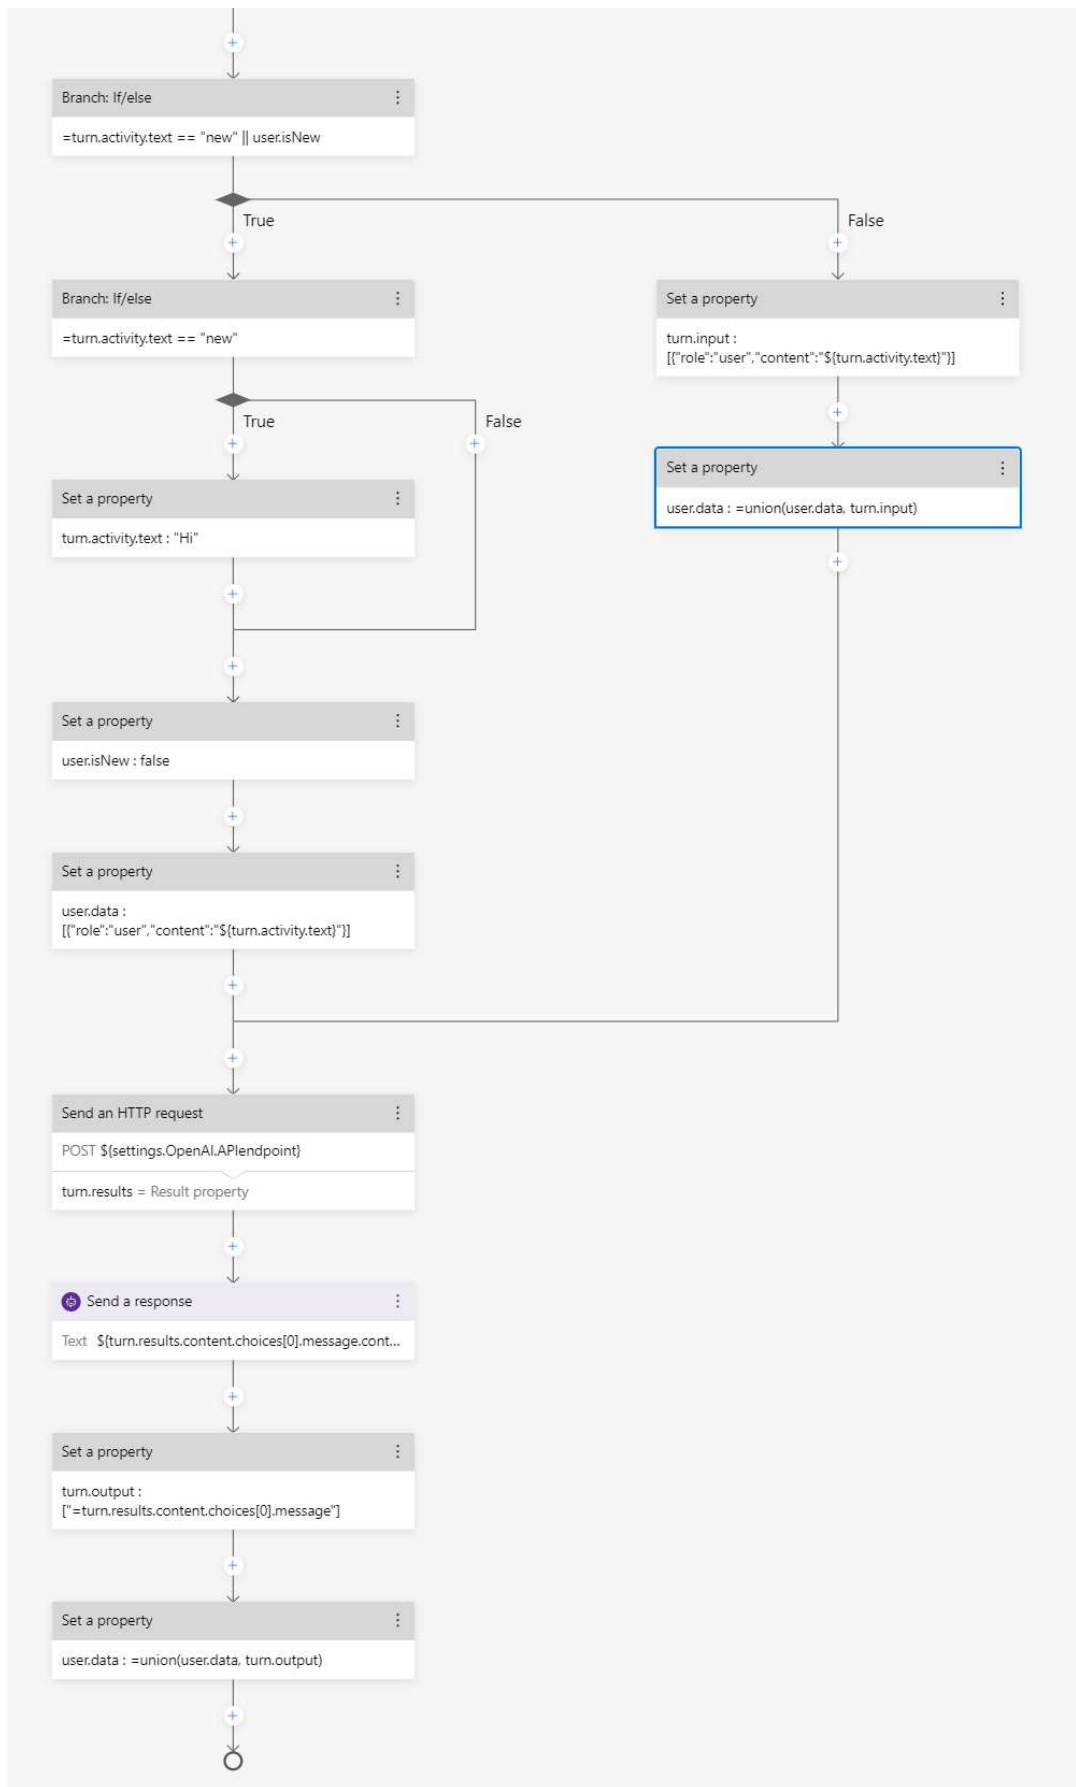 Branch: If/else
=turn.activity.text == "new" || user.isNew
True
False
Branch: If/else
=turn.activity.text == "new"
Set a property
turn.input :
[{"role":"user","content":"${turn.activity.text}"}]
True
False
Set a property
user.data : =union(user.data, turn.input)
Set a property
turn.activity.text : "Hi"
Set a property
user.isNew : false
Set a property
user.data :
[{"role":"user","content":"${turn.activity.text}"}]
Send an HTTP request
POST ${settings.OpenAI.APIendpoint}
turn.results = Result property
Send a response
Text ${turn.results.content.choices[0].message.cont...
Set a property
turn.output :
["=turn.results.content.choices[0].message"]
Set a property
user.data : =union(user.data, turn.output)